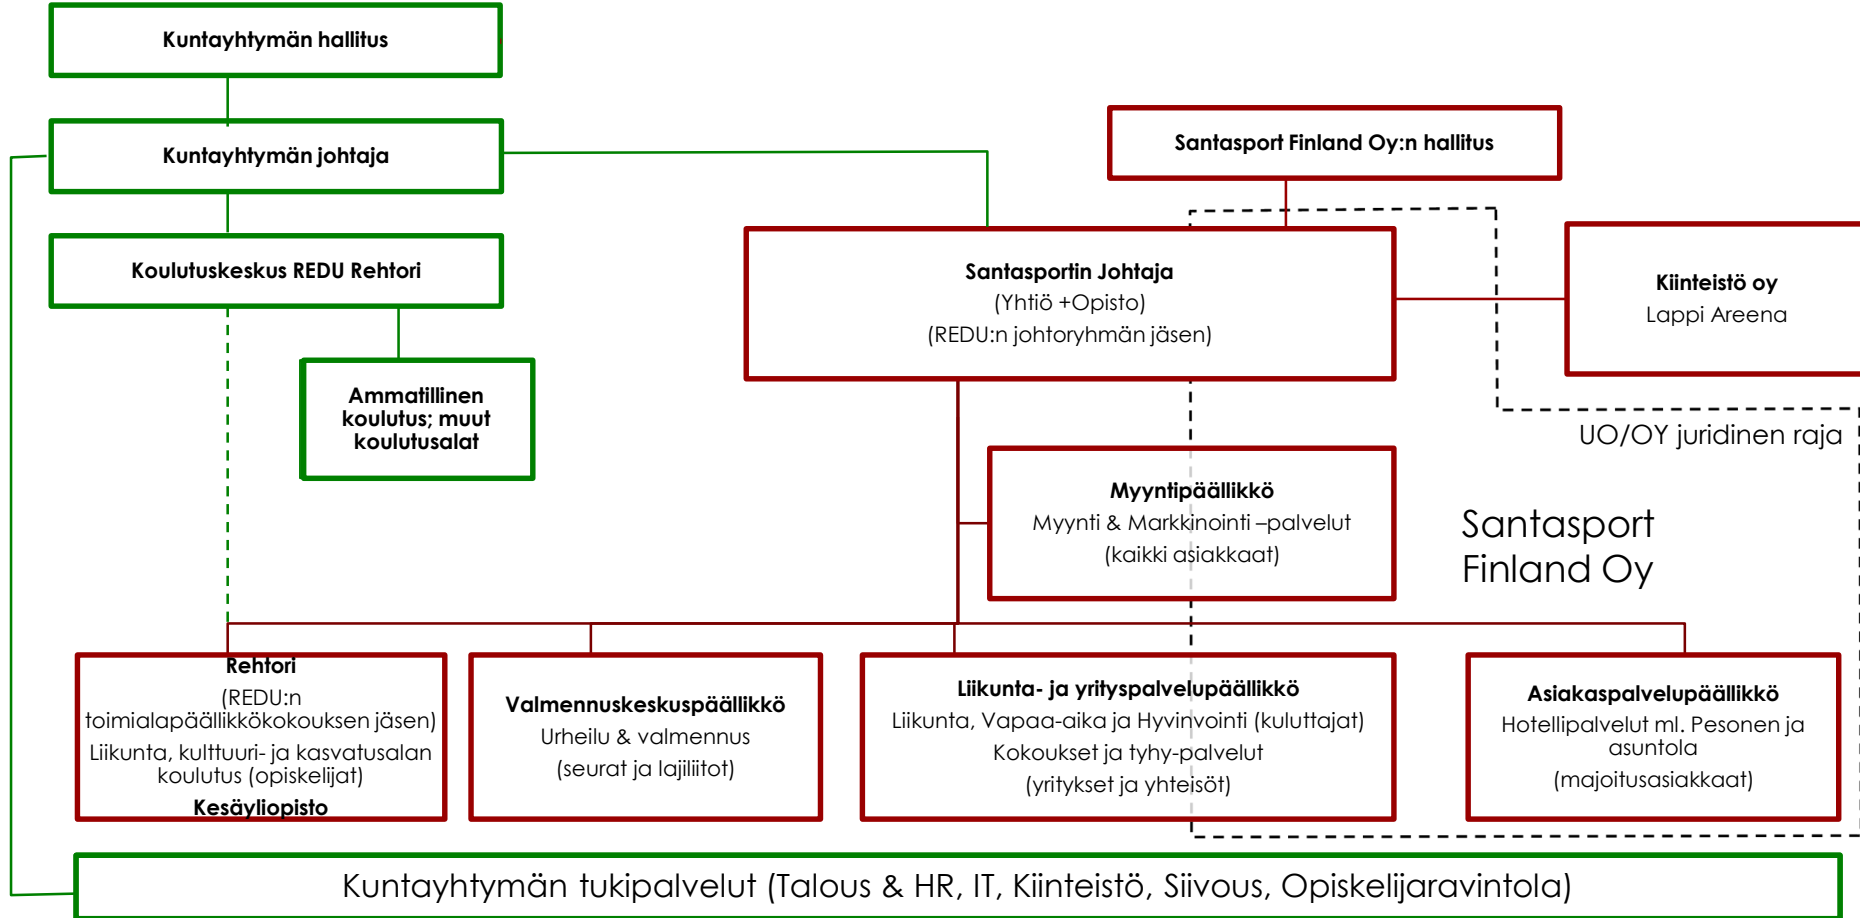 Kuntayhtymän hallitus
Kuntayhtymän johtaja
Santasport Finland Oy:n hallitus
Koulutuskeskus REDU Rehtori
Santasportin Johtaja
(Yhtiö +Opisto)
(REDU:n johtoryhmän jäsen)
Kiinteistö oy
Lappi Areena
Ammatillinen
koulutus; muut
koulutusalat
UO/OY juridinen raja
Myyntipäällikkö
Myynti & Markkinointi –palvelut
(kaikki asiakkaat)
Santasport
Finland Oy
Rehtori
(REDU:n
toimialapäällikkökokouksen jäsen)
Liikunta, kulttuuri- ja kasvatusalan
koulutus (opiskelijat)
Kesäyliopisto
Valmennuskeskuspäällikkö
Urheilu & valmennus
(seurat ja lajiliitot)
Liikunta- ja yrityspalvelupäällikkö
Liikunta, Vapaa-aika ja Hyvinvointi (kuluttajat)
Kokoukset ja tyhy-palvelut
(yritykset ja yhteisöt)
Asiakaspalvelupäällikkö
Hotellipalvelut ml. Pesonen ja
asuntola
(majoitusasiakkaat)
Kuntayhtymän tukipalvelut (Talous & HR, IT, Kiinteistö, Siivous, Opiskelijaravintola)